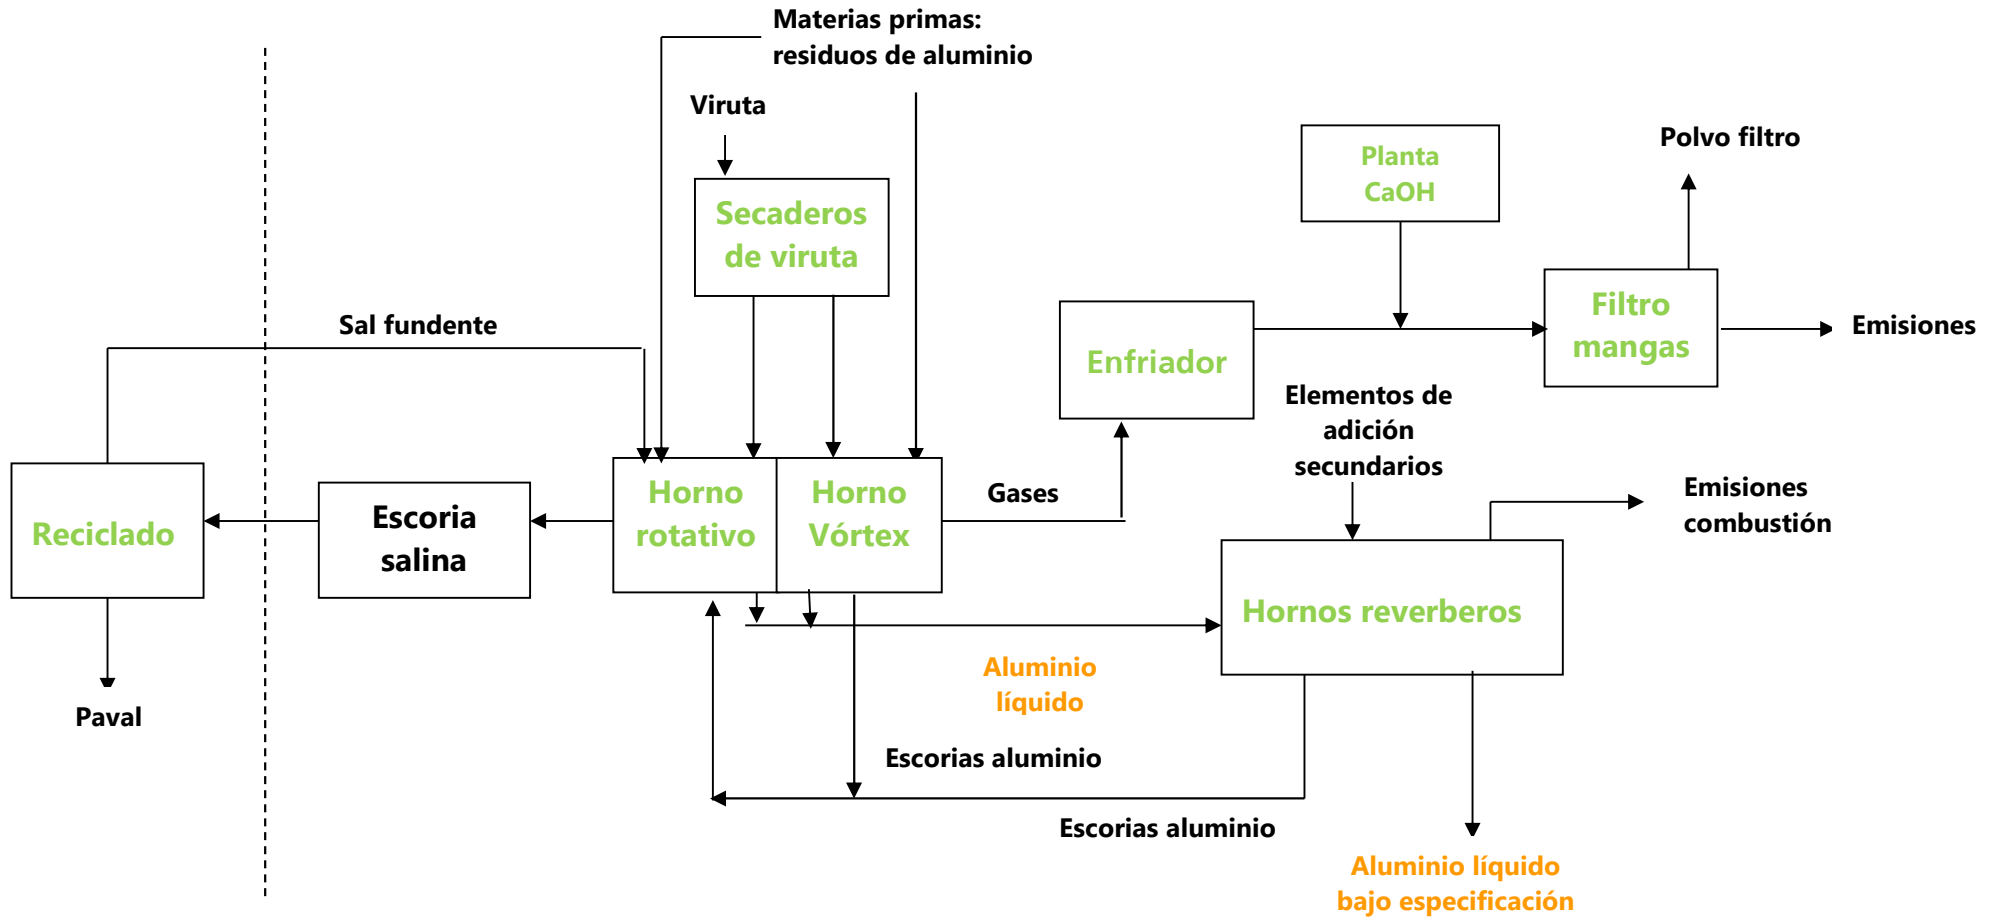 Materias primas:
residuos de aluminio
Viruta
Secaderos
de viruta
Planta
CaOH
Polvo filtro
Sal fundente
Filtro
mangas
Emisiones
Enfriador
Elementos de
adición
secundarios
Reciclado
Escoria
salina
Horno
rotativo
Horno
Vórtex
Gases
Emisiones
combustión
Hornos reverberos
Aluminio
líquido
Paval
Escorias aluminio
Escorias aluminio
Aluminio líquido
bajo especificación